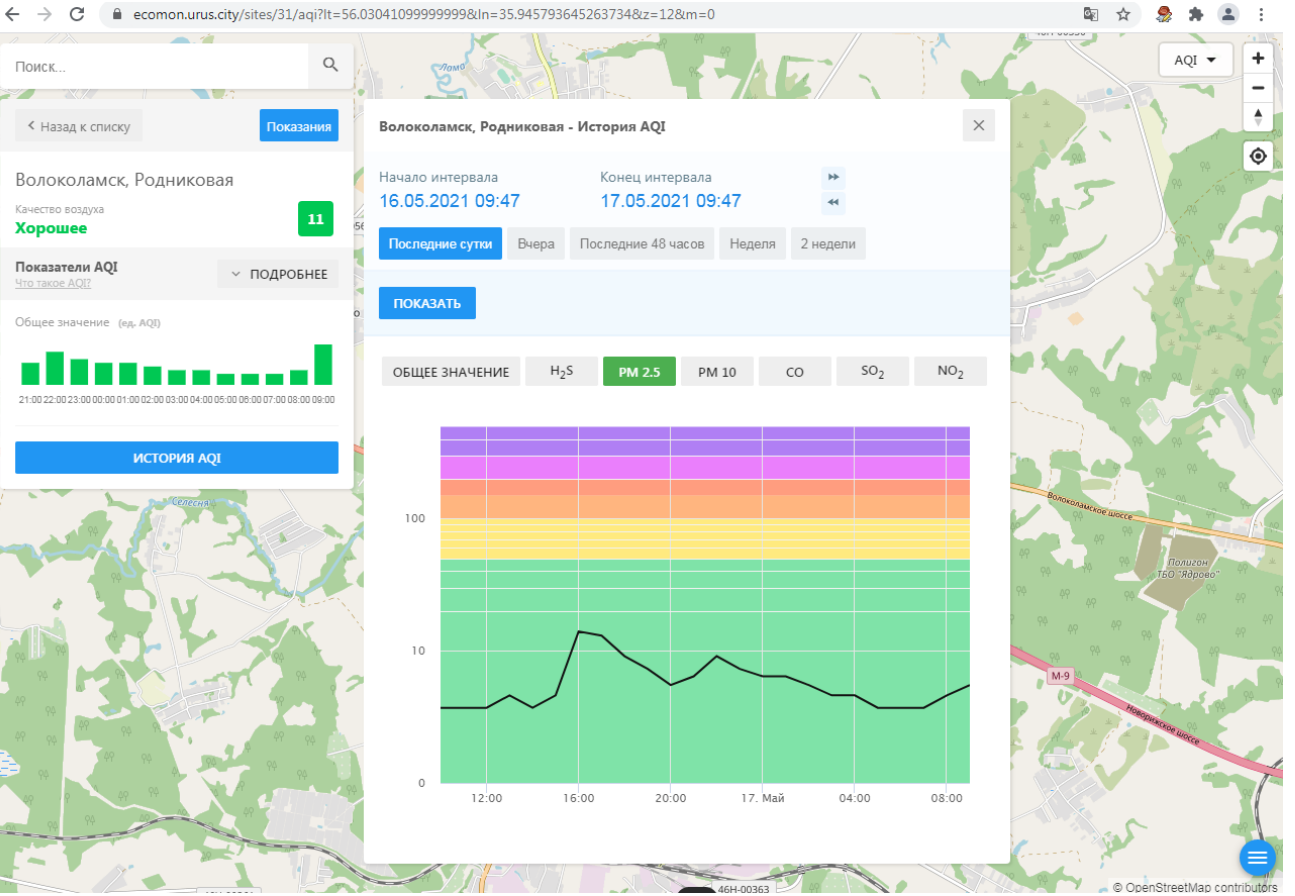 ecomon.urus.city/sites/31/aqi?lt=56.03041099999999&ln=35.945793645263734&z=12&m=0
Поиск...
AQI
Ломо
Назад к списку
Показания
Волоколамск, Родниковая
Качество воздуха
Хорошее
11
Показатели AQI
Что такое AQI?
ПОДРОБНЕЕ
Общее значение (ед. AQI)
21:00 22:00 23:00 00:00 01:00 02:00 03:00 04:00 05:00 06:00 07:00 08:00 09:00
ИСТОРИЯ AQI
Волоколамск, Родниковая - История AQI
Начало интервала
Конец интервала
16.05.2021 09:47
17.05.2021 09:47
Последние сутки
Вчера
Последние 48 часов
Неделя
2 недели
ПОКАЗАТЬ
ОБЩЕЕ ЗНАЧЕНИЕ
H2S
PM 2.5
PM 10
CO
SO2
NO2
100
10
0
12:00 16:00 20:00 17. Май 04:00 08:00
Селесня
Волоколамское шоссе
Полигон
ТБО "Ядрово"
М-9
Новорижское шоссе
46Н-00363
© OpenStreetMap contributors